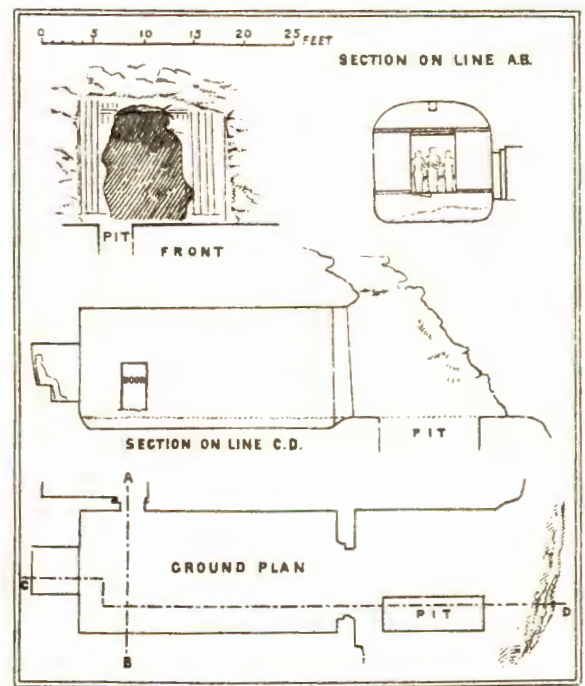 0 5 10 15 20 25 FEET
SECTION ON LINE A.B.
PIT
FRONT
DOOR
PIT
SECTION ON LINE C.D.
A
GROUND PLAN
C
PIT
D
B